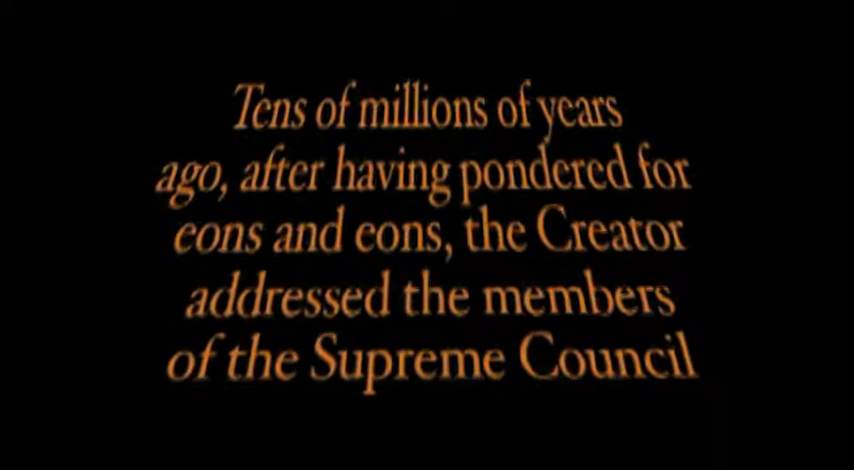 Tens of millions of years
ago, after having pondered for
eons and eons, the Creator
addressed the members
of the Supreme Council